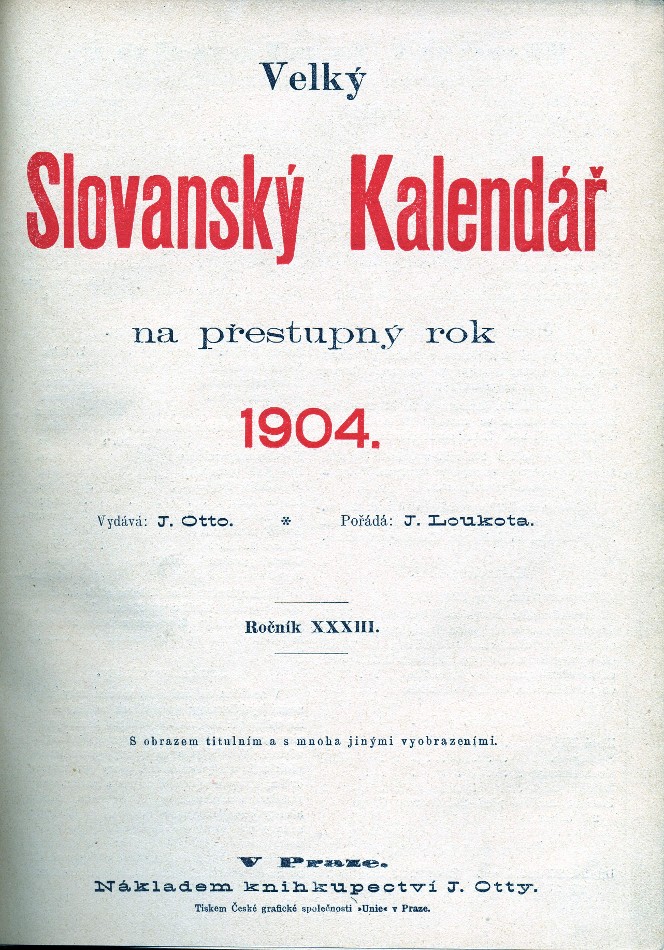 Velký
Slovanský Kalendář
na přestupný rok
1904.
Vydává: J. Otto. * Pořádá: J. Loukota.
Ročník XXXIII.
S obrazem titulním a s mnoha jinými vyobrazeními.
V Praze.
Nákladem knihkupectví J. Otty.
Tiskem České grafické společnosti »Unie« v Praze.